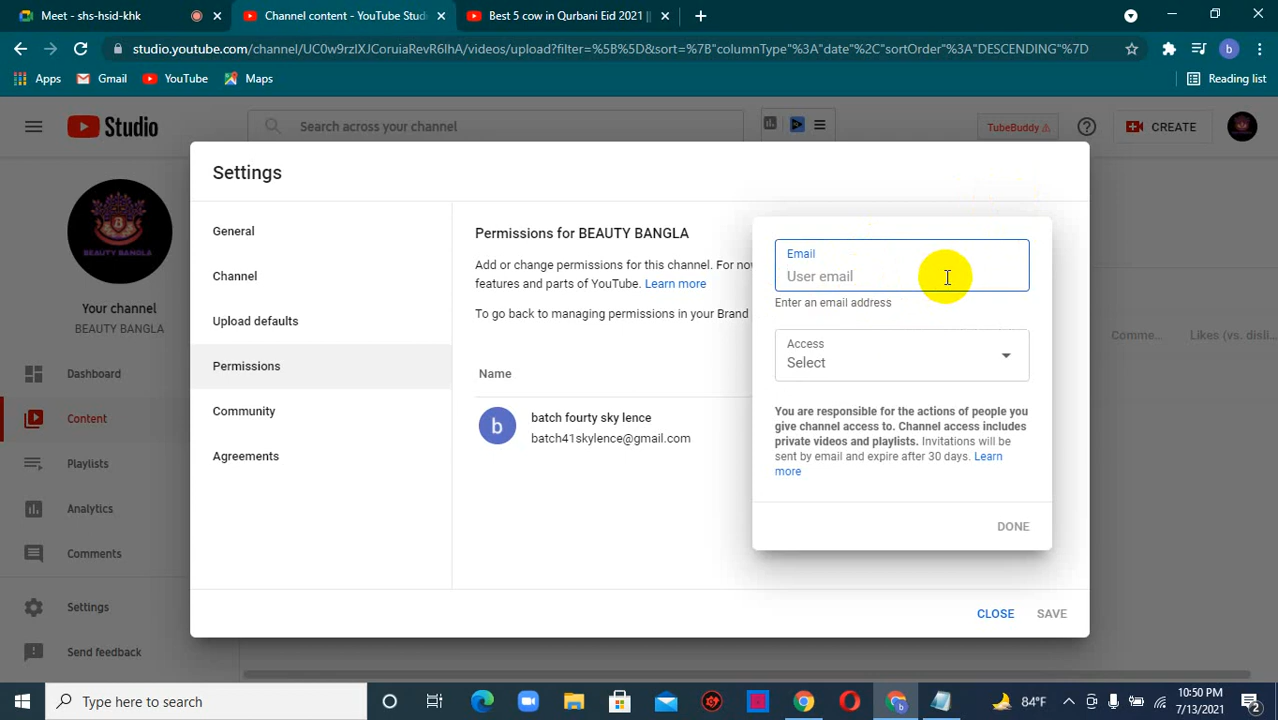 Meet - shs-hsid-khk
Channel content - YouTube Studio
Best 5 cow in Qurbani Eid 2021 ||
studio.youtube.com/channel/UC0w9rzlXJCoruiaRevR6lhA/videos/upload?filter=%5B%5D&sort=%7B"columnType"%3A"date"%2C"sortOrder"%3A"DESCENDING"%7D
b
Apps
Gmail
YouTube
Maps
Reading list
Studio
Search across your channel
TubeBuddy
CREATE
Settings
BEAUTY BANGLA
Your channel
BEAUTY BANGLA
Dashboard
Content
Playlists
Analytics
Comments
Settings
Send feedback
General
Channel
Upload defaults
Permissions
Community
Agreements
Permissions for BEAUTY BANGLA
Add or change permissions for this channel. For now
features and parts of YouTube. Learn more
To go back to managing permissions in your Brand
Name
b
batch fourty sky lence
batch41skylence@gmail.com
Email
User email
Enter an email address
Access
Select
You are responsible for the actions of people you
give channel access to. Channel access includes
private videos and playlists. Invitations will be
sent by email and expire after 30 days. Learn
more
DONE
CLOSE
SAVE
Comme...
Likes (vs. disli...
Type here to search
84°F
10:50 PM
7/13/2021
2